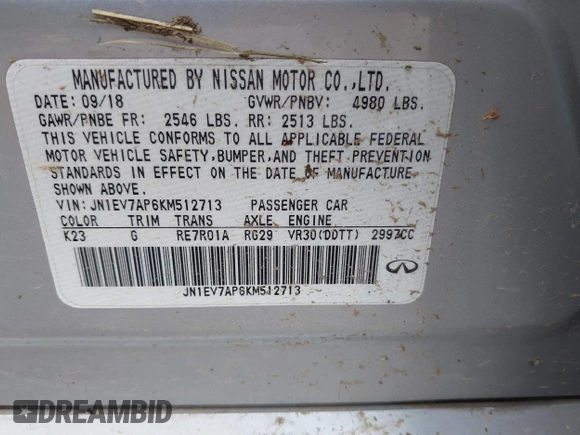 MANUFACTURED BY NISSAN MOTOR CO.,LTD.
DATE: 09/18 GVWR/PNBV: 4980 LBS.
GAWR/PNBE FR: 2546 LBS. RR: 2513 LBS.
THIS VEHICLE CONFORMS TO ALL APPLICABLE FEDERAL
MOTOR VEHICLE SAFETY, BUMPER, AND THEFT PREVENTION
STANDARDS IN EFFECT ON THE DATE OF MANUFACTURE
SHOWN ABOVE.
VIN: JN1EV7AP6KM512713 PASSENGER CAR
COLOR TRIM TRANS AXLE ENGINE
K23 G RE7R01A RG29 VR30(DDTT) 2997CC
JN1EV7AP6KM512713
DREAMBID